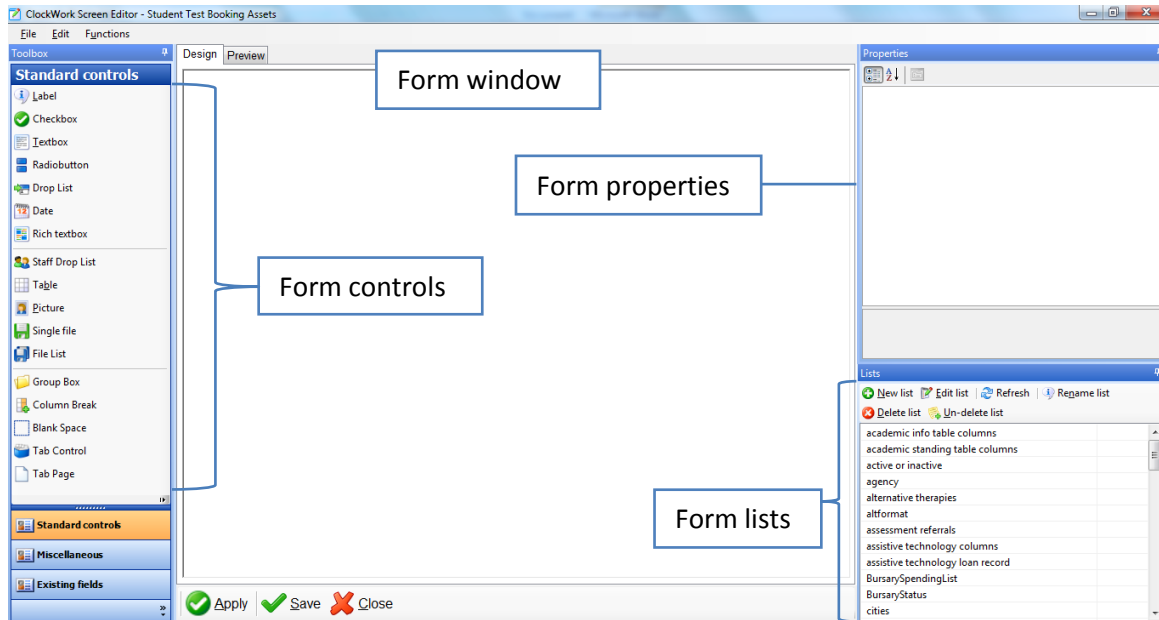 ClockWork Screen Editor - Student Test Booking Assets
File Edit Functions
Toolbox
Standard controls
Label
Checkbox
Textbox
Radiobutton
Drop List
Date
Rich textbox
Staff Drop List
Table
Picture
Single file
File List
Group Box
Column Break
Blank Space
Tab Control
Tab Page
Standard controls
Miscellaneous
Existing fields
Design Preview
Form window
Form properties
Form controls
Form lists
Apply Save Close
Properties
Lists
New list Edit list Refresh Rename list
Delete list Un-delete list
academic info table columns
academic standing table columns
active or inactive
agency
alternative therapies
altformat
assessment referrals
assistive technology columns
assistive technology loan record
BursarySpendingList
BursaryStatus
cities